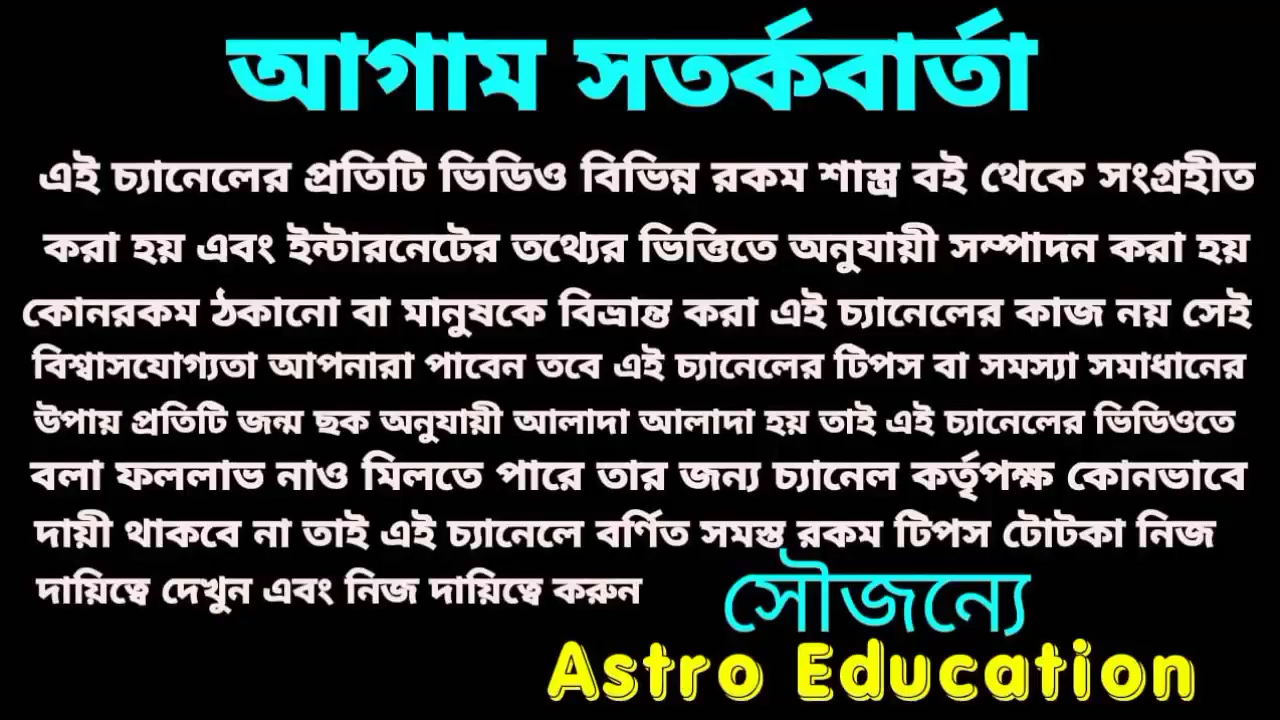 আগাম সতর্কবার্তা
এই চ্যানেলের প্রতিটি ভিডিও বিভিন্ন রকম শাস্ত্র বই থেকে সংগ্রহীত
করা হয় এবং ইন্টারনেটের তথ্যের ভিত্তিতে অনুযায়ী সম্পাদন করা হয়
কোনরকম ঠকানো বা মানুষকে বিভ্রান্ত করা এই চ্যানেলের কাজ নয় সেই
বিশ্বাসযোগ্যতা আপনারা পাবেন তবে এই চ্যানেলের টিপস বা সমস্যা সমাধানের
উপায় প্রতিটি জন্ম ছক অনুযায়ী আলাদা আলাদা হয় তাই এই চ্যানেলের ভিডিওতে
বলা ফললাভ নাও মিলতে পারে তার জন্য চ্যানেল কর্তৃপক্ষ কোনভাবে
দায়ী থাকবে না তাই এই চ্যানেলে বর্ণিত সমস্ত রকম টিপস টোটকা নিজ
দায়িত্বে দেখুন এবং নিজ দায়িত্বে করুন
সৌজন্যে
Astro Education